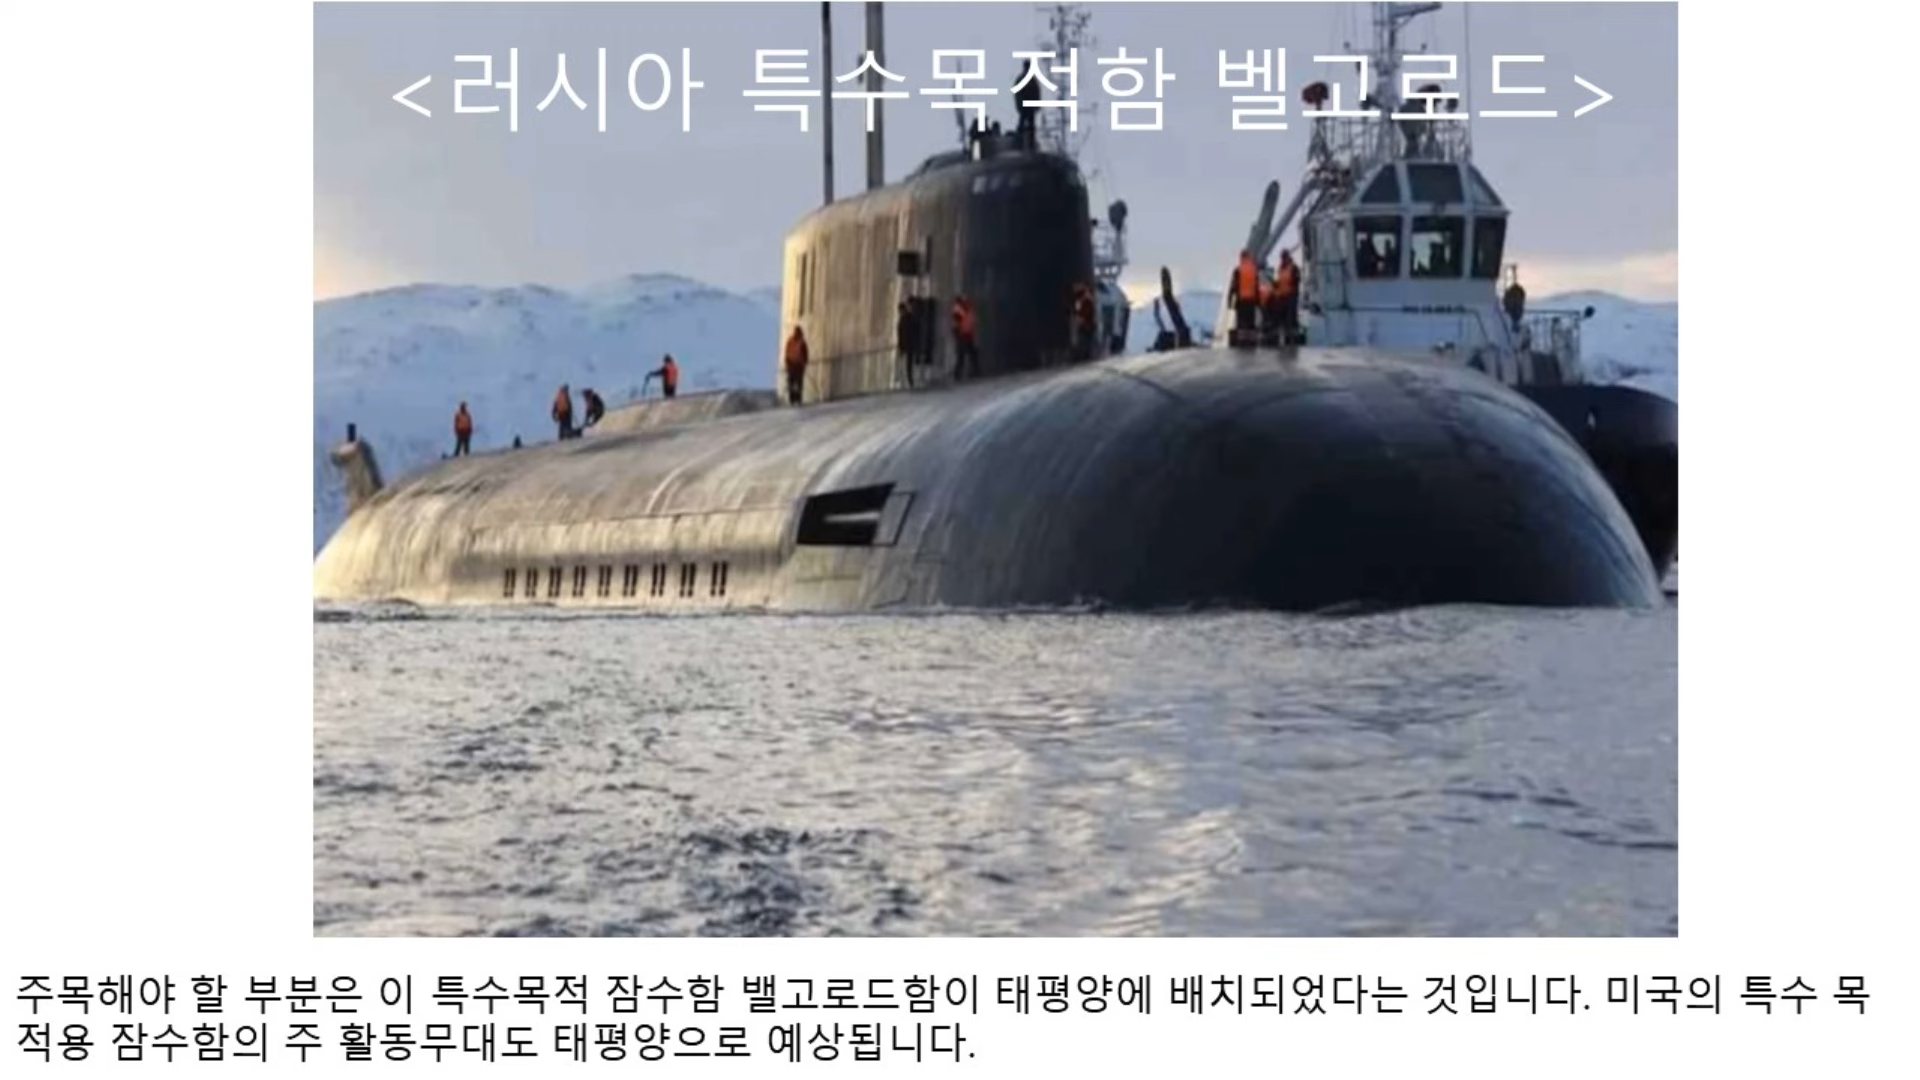 <러시아 특수목적함 벨고로드>
주목해야 할 부분은 이 특수목적 잠수함 밸고로드함이 태평양에 배치되었다는 것입니다. 미국의 특수 목
적용 잠수함의 주 활동무대도 태평양으로 예상됩니다.